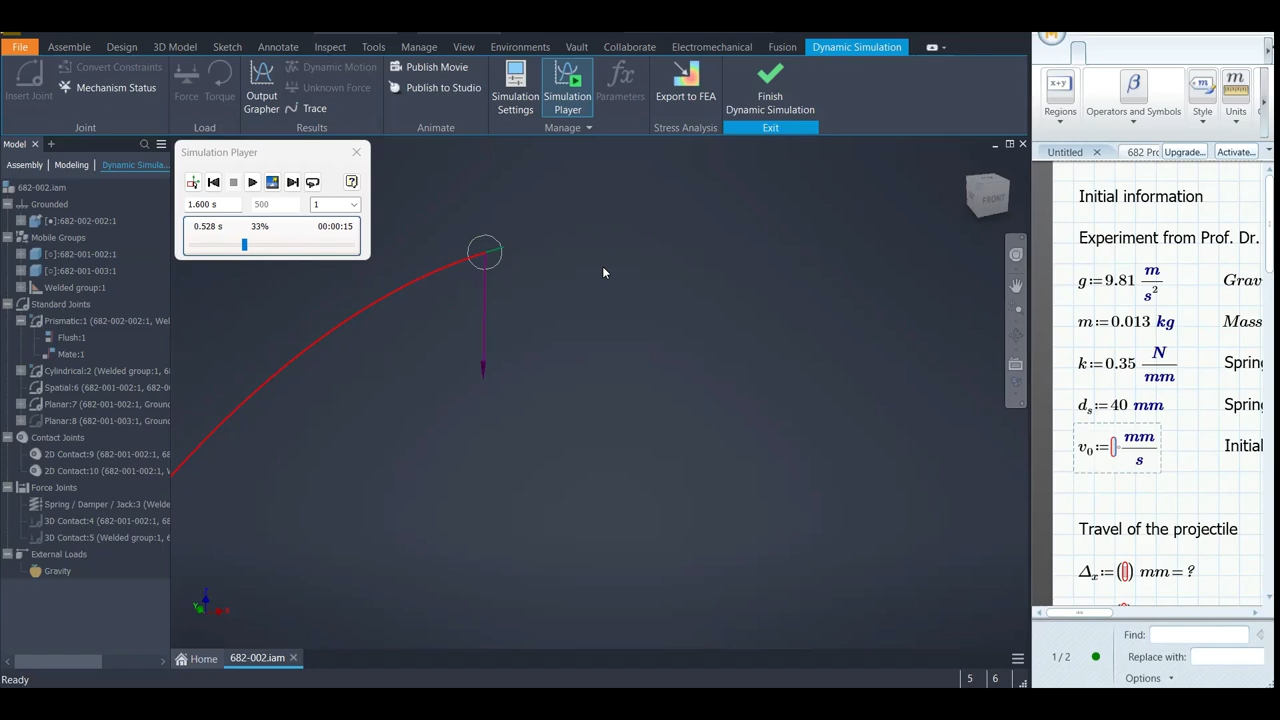 File Assembly Design 3D Model Sketch Annotate Inspect Tools Manage View Environments Vault Collaborate Electromechanical Fusion Dynamic Simulation
Insert Joint
Convert Constraints
Mechanism Status
Joint
Force
Torque
Load
Output
Grapher
Dynamic Motion
Unknown Force
Trace
Results
Publish Movie
Publish to Studio
Animate
Simulation
Settings
Simulation
Player
fx
Parameters
Manage
Export to FEA
Stress Analysis
Finish
Dynamic Simulation
Exit
x+y
Regions
β
Operators and Symbols
Style
m
Units
Model
Assembly Modeling Dynamic Simula...
682-002.iam
Grounded
[●]:682-002-002:1
Mobile Groups
[○]:682-001-002:1
[○]:682-001-003:1
Welded group:1
Standard Joints
Prismatic:1 (682-002-002:1, Wel
Flush:1
Mate:1
Cylindrical:2 (Welded group:1, 6
Spatial:6 (682-001-002:1, Welded
Planar:7 (682-001-002:1, Ground
Planar:8 (682-001-003:1, Ground
Contact Joints
2D Contact:9 (682-001-002:1, W
2D Contact:10 (682-001-002:1, W
Force Joints
Spring / Damper / Jack:3 (Welde
3D Contact:4 (682-001-002:1, 68
3D Contact:5 (Welded group:1, 6
External Loads
Gravity
Simulation Player
1.600 s 500 1
0.528 s 33% 00:00:15
FRONT
Untitled 682 Pro Upgrade... Activate...
Initial information
Experiment from Prof. Dr.
g:=9.81 m/s² Grav
m:=0.013 kg Mass
k:=0.35 N/mm Spring
ds:=40 mm Spring
v0:= mm/s Initial
Travel of the projectile
Δx:=() mm=?
Find:
1/2 Replace with:
Options
Home 682-002.iam
Ready 5 6